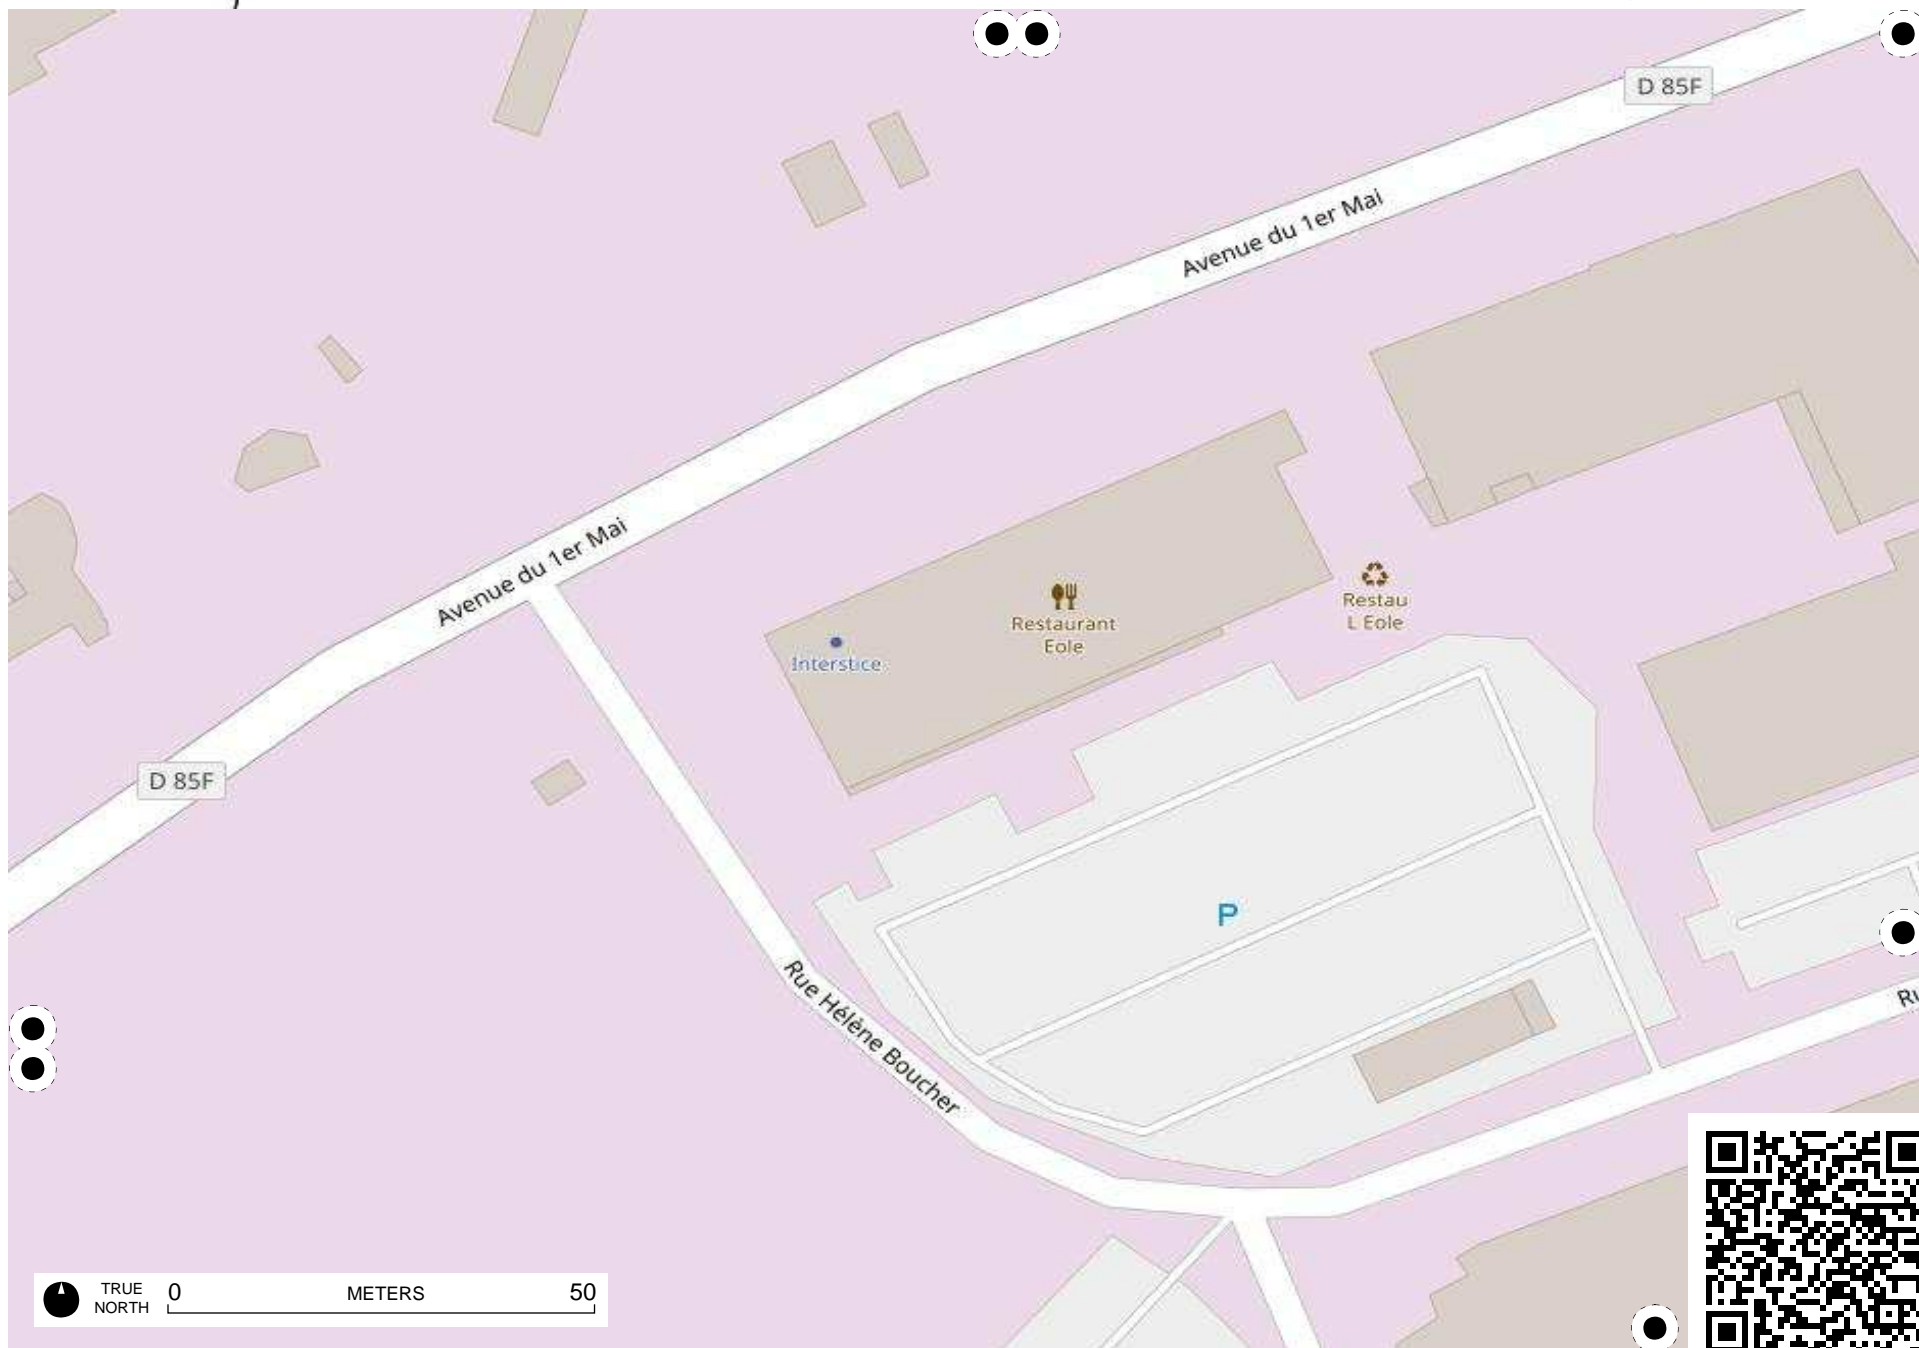 D 85F
Avenue du 1er Mai
Avenue du 1er Mai
Restaurant
Eole
Restau
L Eole
Interstice
D 85F
P
Rue Hélène Boucher
Ru
TRUE
NORTH
0 METERS 50